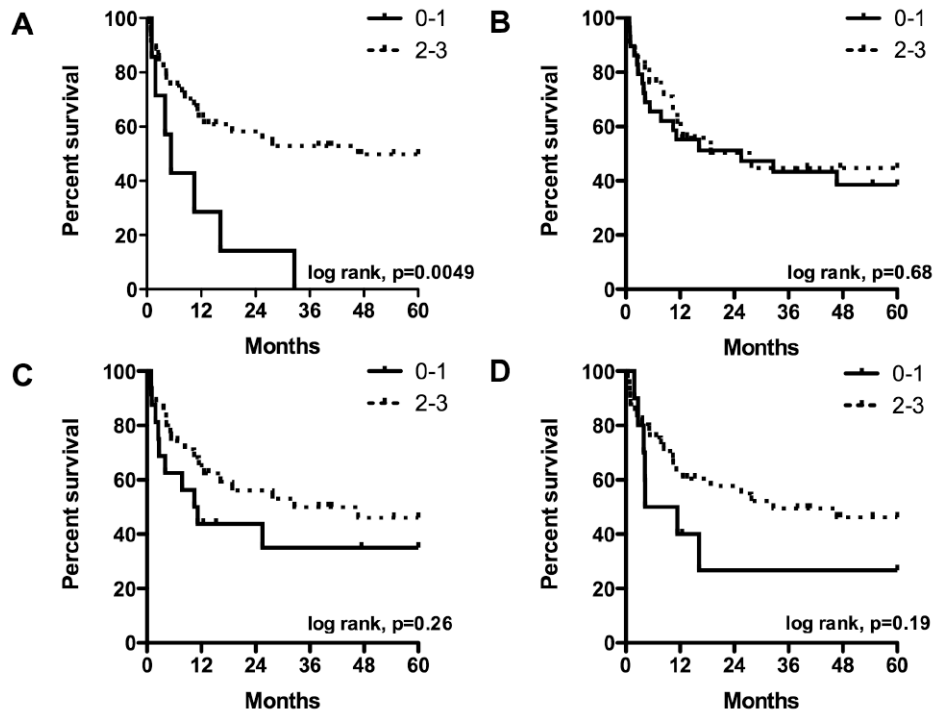 A
100
80
60
40
20
0
Percent survival
0-1
2-3
log rank, p=0.0049
0 12 24 36 48 60
Months
B
100
80
60
40
20
0
Percent survival
0-1
2-3
log rank, p=0.68
0 12 24 36 48 60
Months
C
100
80
60
40
20
0
Percent survival
0-1
2-3
log rank, p=0.26
0 12 24 36 48 60
Months
D
100
80
60
40
20
0
Percent survival
0-1
2-3
log rank, p=0.19
0 12 24 36 48 60
Months